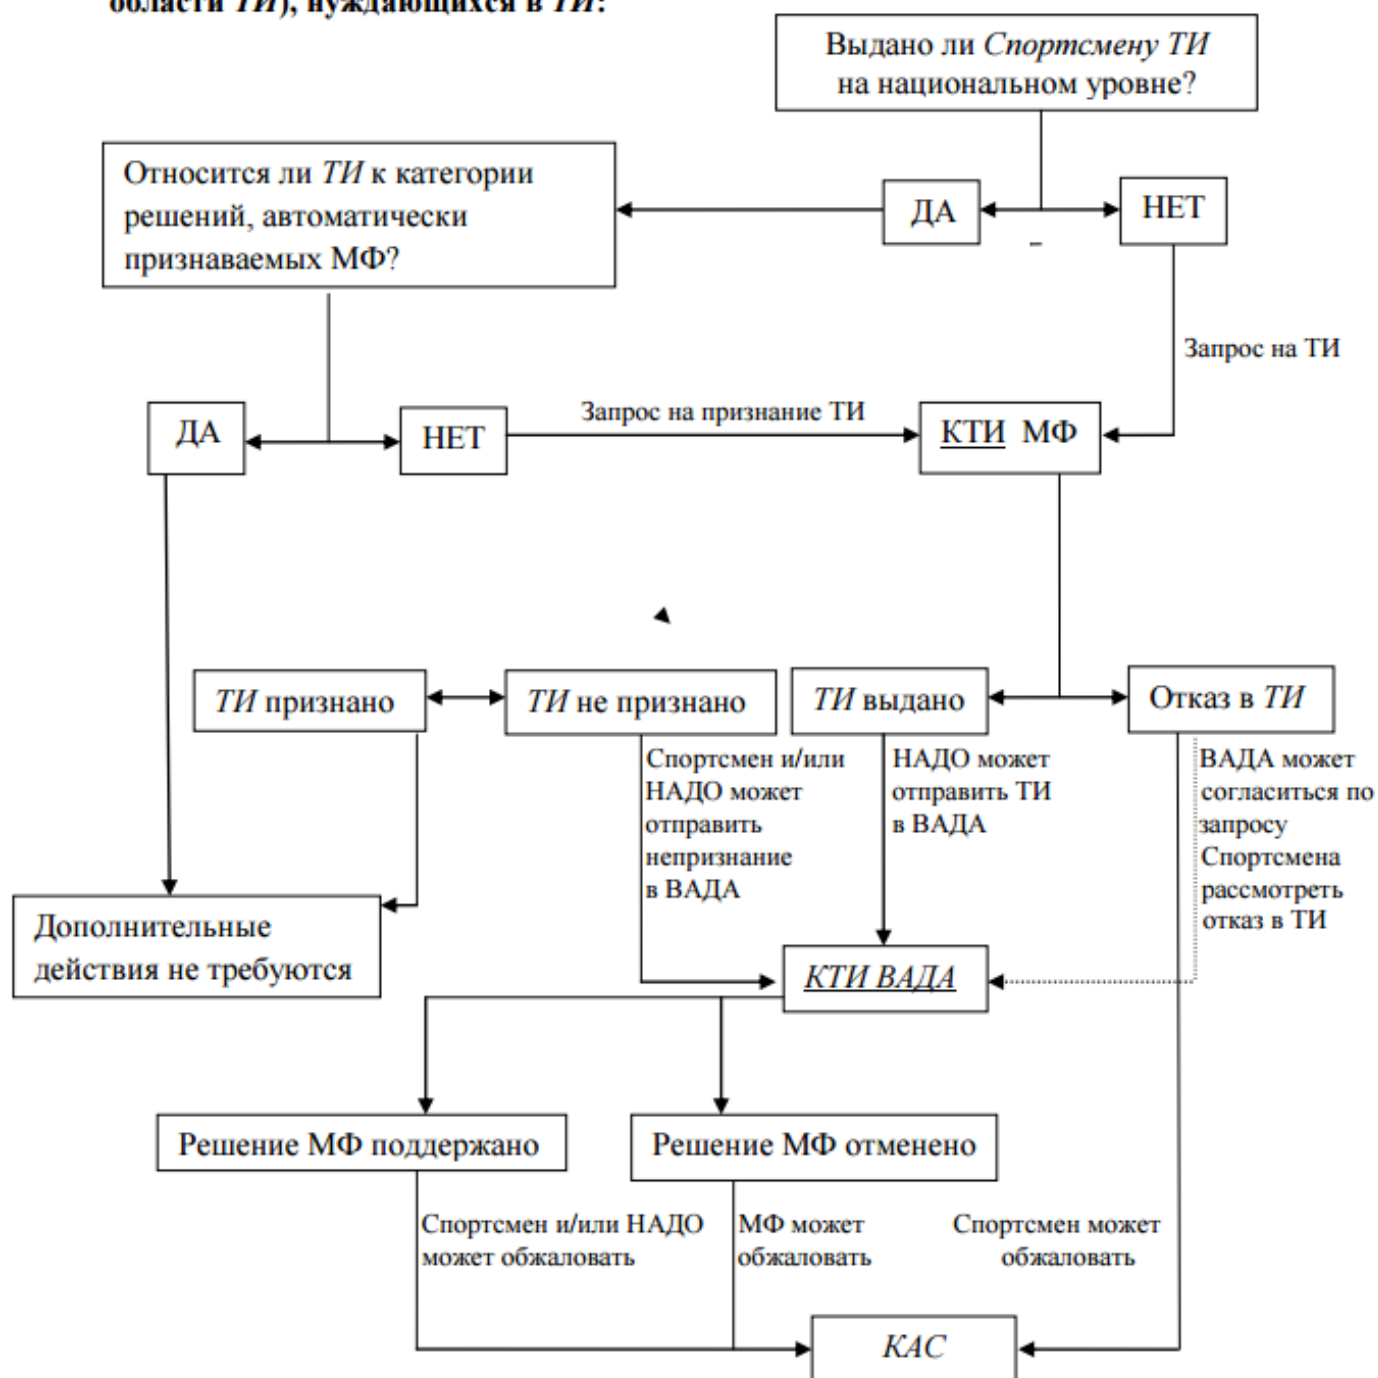 области ТИ), нуждающихся в ТИ:
Выдано ли Спортсмену ТИ
на национальном уровне?
Относится ли ТИ к категории
решений, автоматически
признаваемых МФ?
ДА
НЕТ
Запрос на ТИ
ДА
НЕТ
Запрос на признание ТИ
КТИ МФ
ТИ признано
ТИ не признано
ТИ выдано
Отказ в ТИ
Спортсмен и/или
НАДО может
отправить
непризнание
в ВАДА
НАДО может
отправить ТИ
в ВАДА
ВАДА может
согласиться по
запросу
Спортсмена
рассмотреть
отказ в ТИ
Дополнительные
действия не требуются
КТИ ВАДА
Решение МФ поддержано
Решение МФ отменено
Спортсмен и/или НАДО
может обжаловать
МФ может
обжаловать
Спортсмен может
обжаловать
КАС